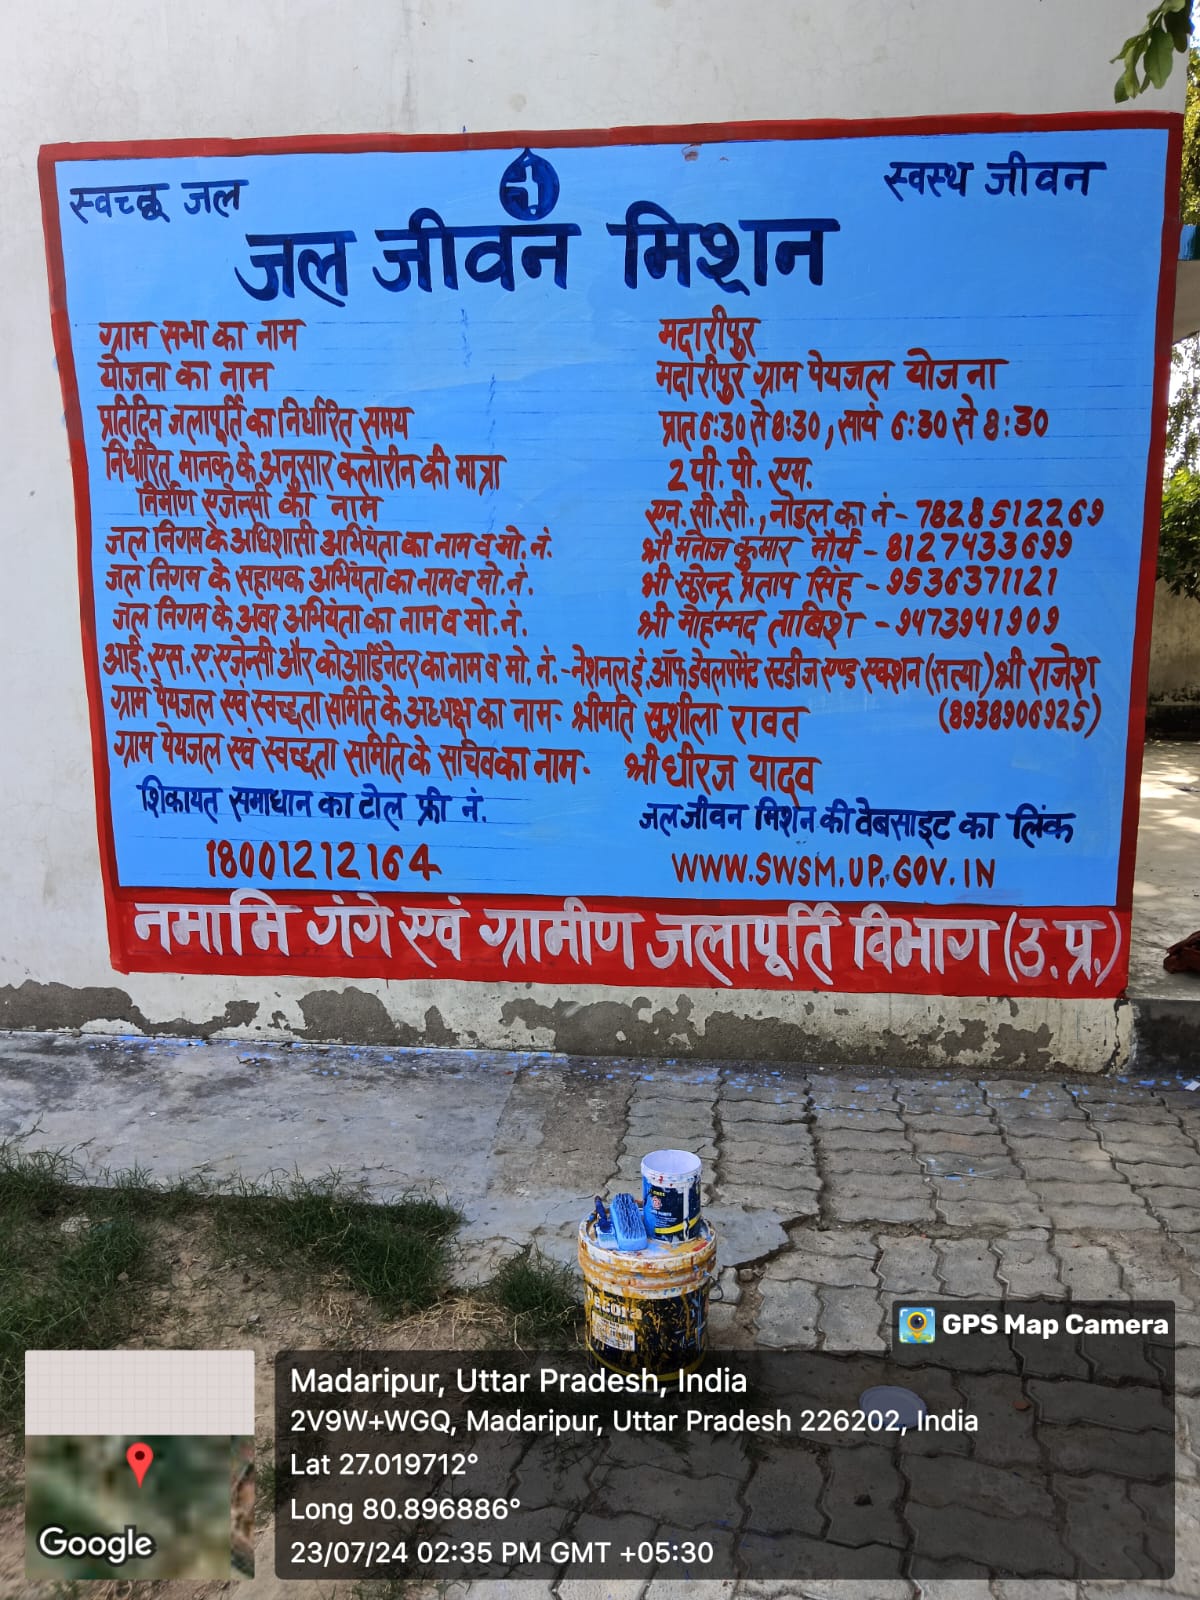 स्वच्छ जल
स्वस्थ जीवन
जल जीवन मिशन
ग्राम सभा का नाम मदारीपुर
योजना का नाम मदारीपुर ग्राम पेयजल योजना
प्रतिदिन जलापूर्ति का निर्धारित समय प्रात 6:30 से 8:30, सायं 6:30 से 8:30
निर्धारित मानक के अनुसार क्लोरीन की मात्रा 2 पी. पी. एम.
निर्माण एजेन्सी का नाम एन. सी. सी., नोडल का नं - 7828512269
जल निगम के अधिशासी अभियंता का नाम व मो. नं. श्री मनोज कुमार मौर्य - 8127433699
जल निगम के सहायक अभियंता का नाम व मो. नं. श्री सुरेन्द्र प्रताप सिंह - 9536371121
जल निगम के अवर अभियंता का नाम व मो. नं. श्री मोहम्मद ताबिश - 9473941909
आई. एस. ए. एजेन्सी और कोआर्डिनेटर का नाम व मो. नं. - नेशनल इं. ऑफ डेवलपमेंट स्टडीज एण्ड एक्शन (सत्या) श्री राजेश
ग्राम पेयजल एवं स्वच्छता समिति के अध्यक्ष का नाम - श्रीमति सुशीला रावत (8938906925)
ग्राम पेयजल एवं स्वच्छता समिति के सचिव का नाम - श्री धीरज यादव
शिकायत समाधान का टोल फ्री नं. जल जीवन मिशन की वेबसाइट का लिंक
18001212164 WWW.SWSM.UP.GOV.IN
नमामि गंगे एवं ग्रामीण जलापूर्ति विभाग (उ.प्र.)
GPS Map Camera
Madaripur, Uttar Pradesh, India
2V9W+WGQ, Madaripur, Uttar Pradesh 226202, India
Lat 27.019712°
Long 80.896886°
23/07/24 02:35 PM GMT +05:30
Google